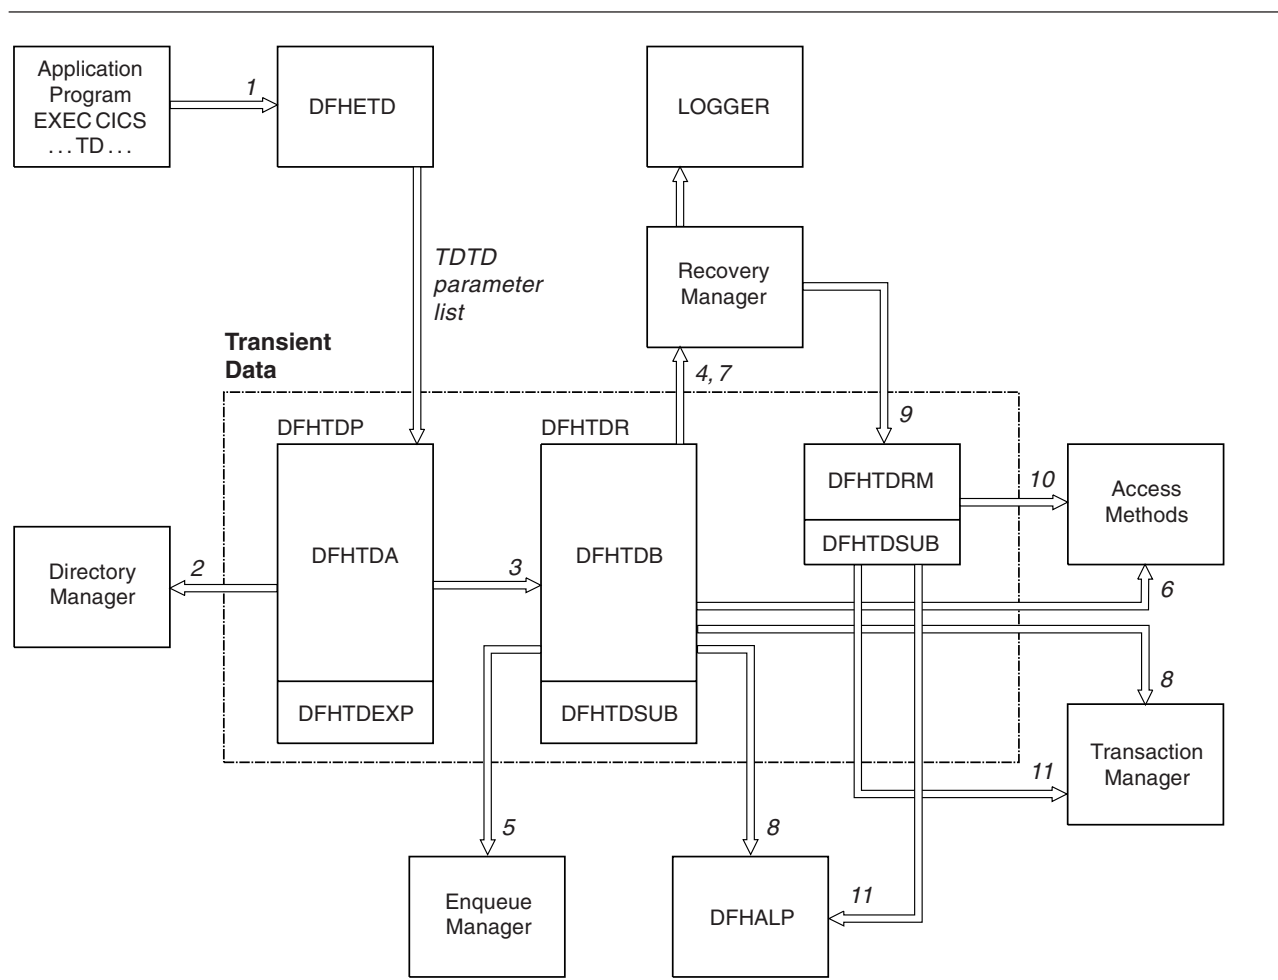 Application
Program
EXEC CICS
...TD...
1
DFHETD
LOGGER
TDTD
parameter
list
Recovery
Manager
Transient
Data
4, 7
9
DFHTDP
DFHTDR
DFHTDA
DFHTDEXP
DFHTDB
DFHTDSUB
DFHTDRM
DFHTDSUB
10
Access
Methods
Directory
Manager
2
3
6
8
Transaction
Manager
11
5
8
Enqueue
Manager
DFHALP
11